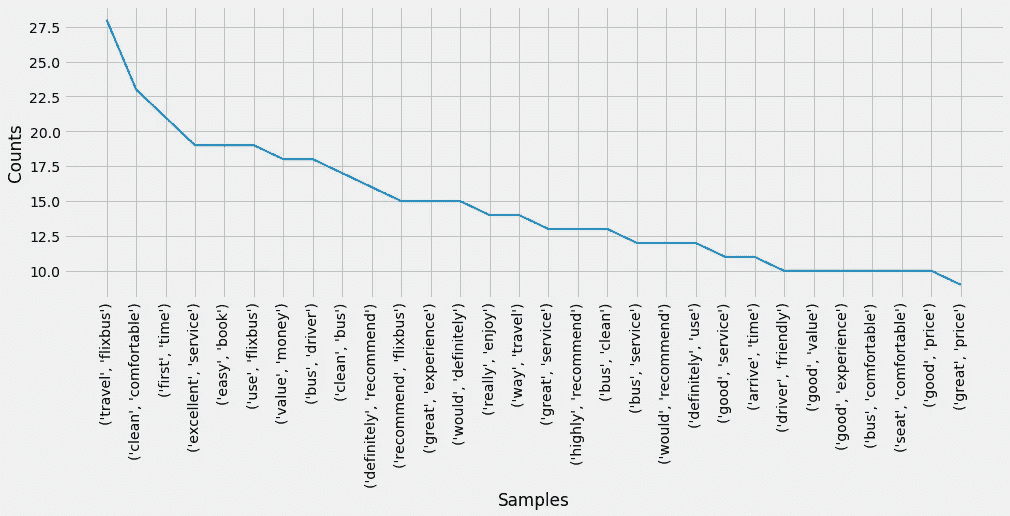 27.5
25.0
22.5
20.0
17.5
15.0
12.5
10.0
Counts
('travel', 'flixbus')
('clean', 'comfortable')
('first', 'time')
('excellent', 'service')
('easy', 'book')
('use', 'flixbus')
('value', 'money')
('bus', 'driver')
('clean', 'bus')
('definitely', 'recommend')
('recommend', 'flixbus')
('great', 'experience')
('would', 'definitely')
('really', 'enjoy')
('way', 'travel')
('great', 'service')
('highly', 'recommend')
('bus', 'clean')
('bus', 'service')
('would', 'recommend')
('definitely', 'use')
('good', 'service')
('arrive', 'time')
('driver', 'friendly')
('good', 'value')
('good', 'experience')
('bus', 'comfortable')
('seat', 'comfortable')
('good', 'price')
('great', 'price')
Samples